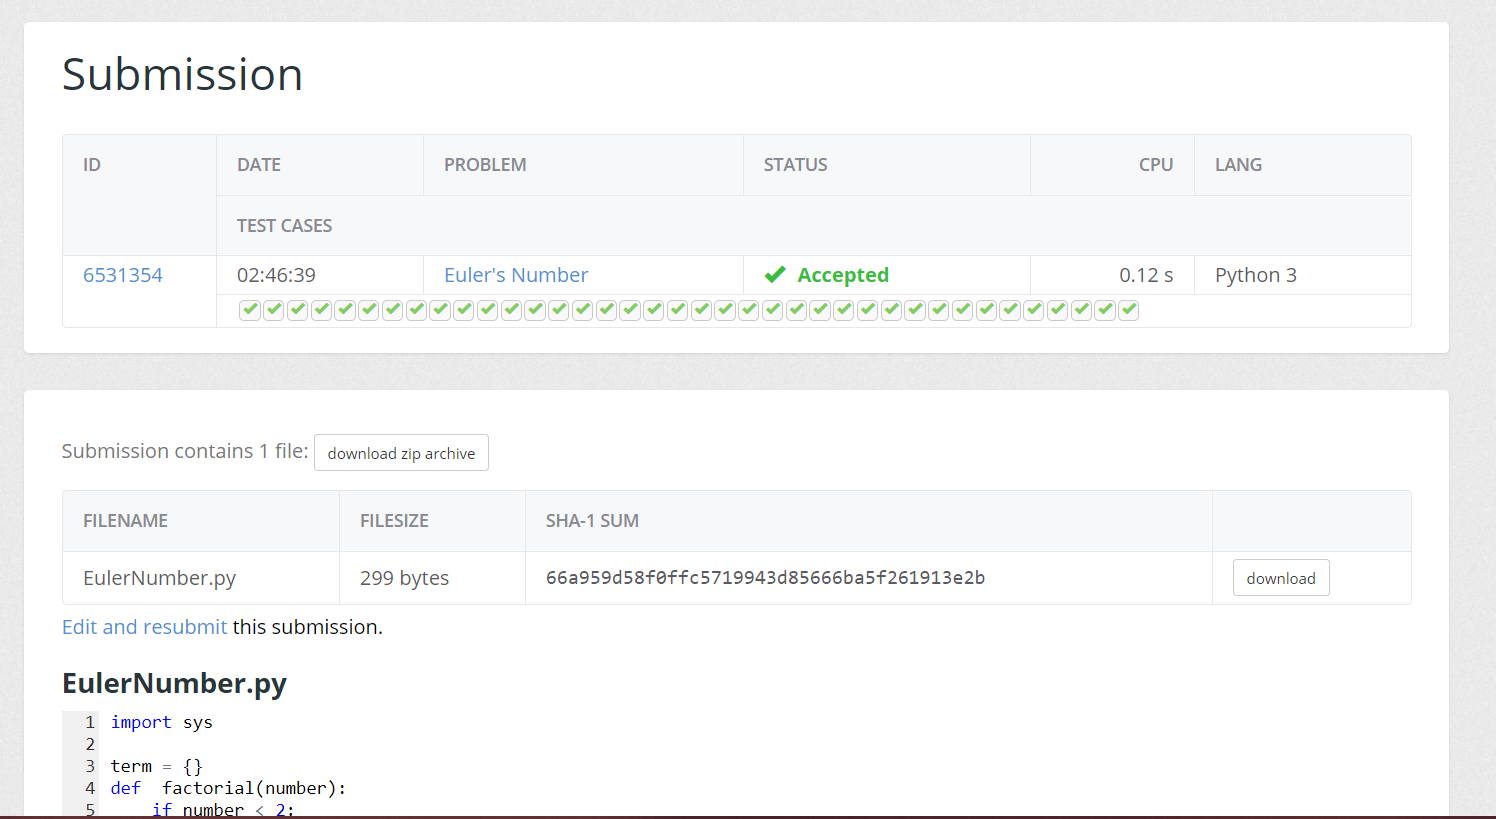 Submission
ID DATE PROBLEM STATUS CPU LANG
TEST CASES
6531354 02:46:39 Euler's Number Accepted 0.12 s Python 3
Submission contains 1 file: download zip archive
FILENAME FILESIZE SHA-1 SUM
EulerNumber.py 299 bytes 66a959d58f0ffc5719943d85666ba5f261913e2b download
Edit and resubmit this submission.
EulerNumber.py
1 import sys
2
3 term = {}
4 def  factorial(number):
5     if number < 2: